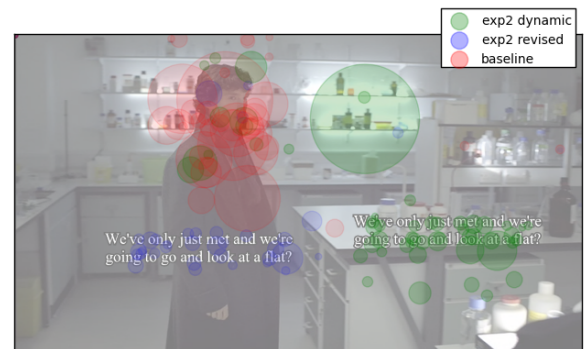 exp2 dynamic
exp2 revised
baseline
We've only just met and we're
going to go and look at a flat?
We've only just met and we're
going to go and look at a flat?